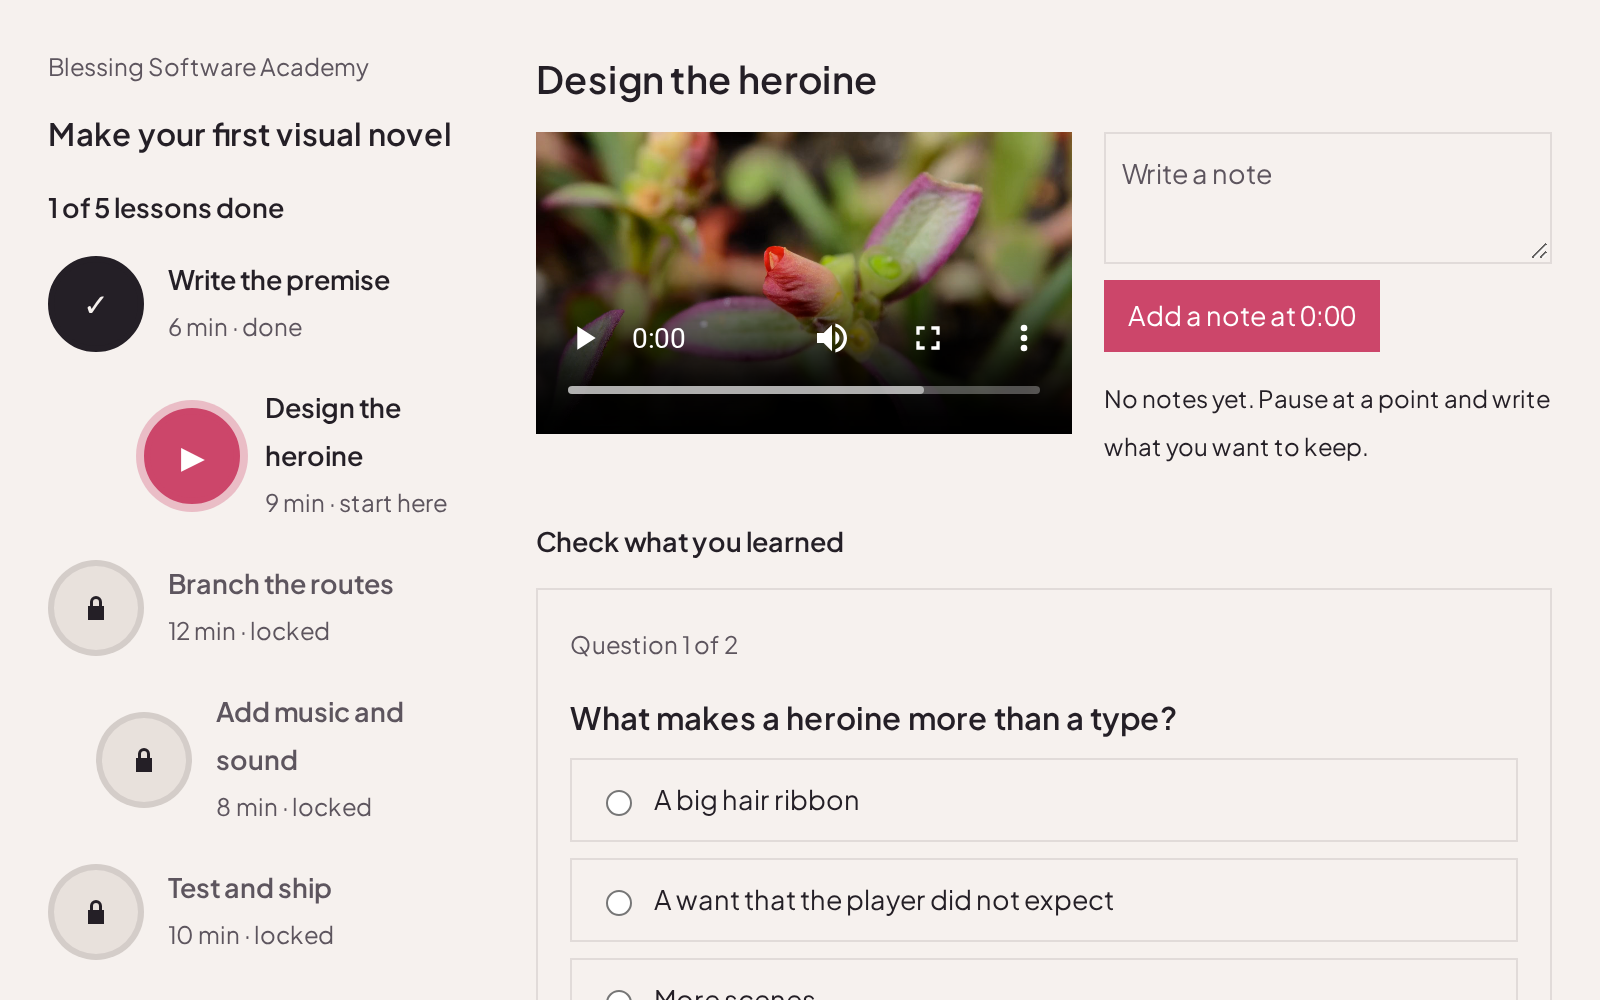 Blessing Software Academy
Make your first visual novel
1 of 5 lessons done
✓
Write the premise
6 min · done
Design the
heroine
9 min · start here
Branch the routes
12 min · locked
Add music and
sound
8 min · locked
Test and ship
10 min · locked
Design the heroine
0:00
Write a note
Add a note at 0:00
No notes yet. Pause at a point and write
what you want to keep.
Check what you learned
Question 1 of 2
What makes a heroine more than a type?
A big hair ribbon
A want that the player did not expect
More scenes